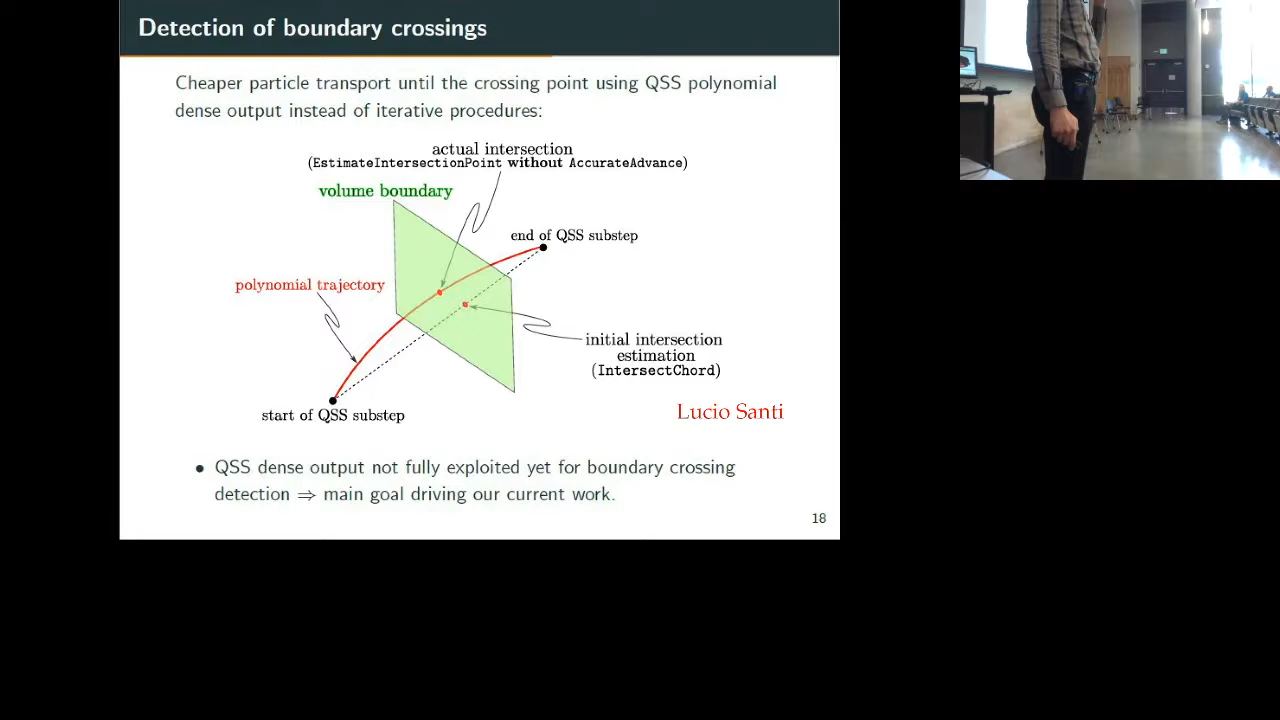 Detection of boundary crossings
Cheaper particle transport until the crossing point using QSS polynomial
dense output instead of iterative procedures:
actual intersection
(EstimateIntersectionPoint without AccurateAdvance)
volume boundary
end of QSS substep
polynomial trajectory
initial intersection
estimation
(IntersectChord)
start of QSS substep
Lucio Santi
• QSS dense output not fully exploited yet for boundary crossing
detection ⇒ main goal driving our current work.
18